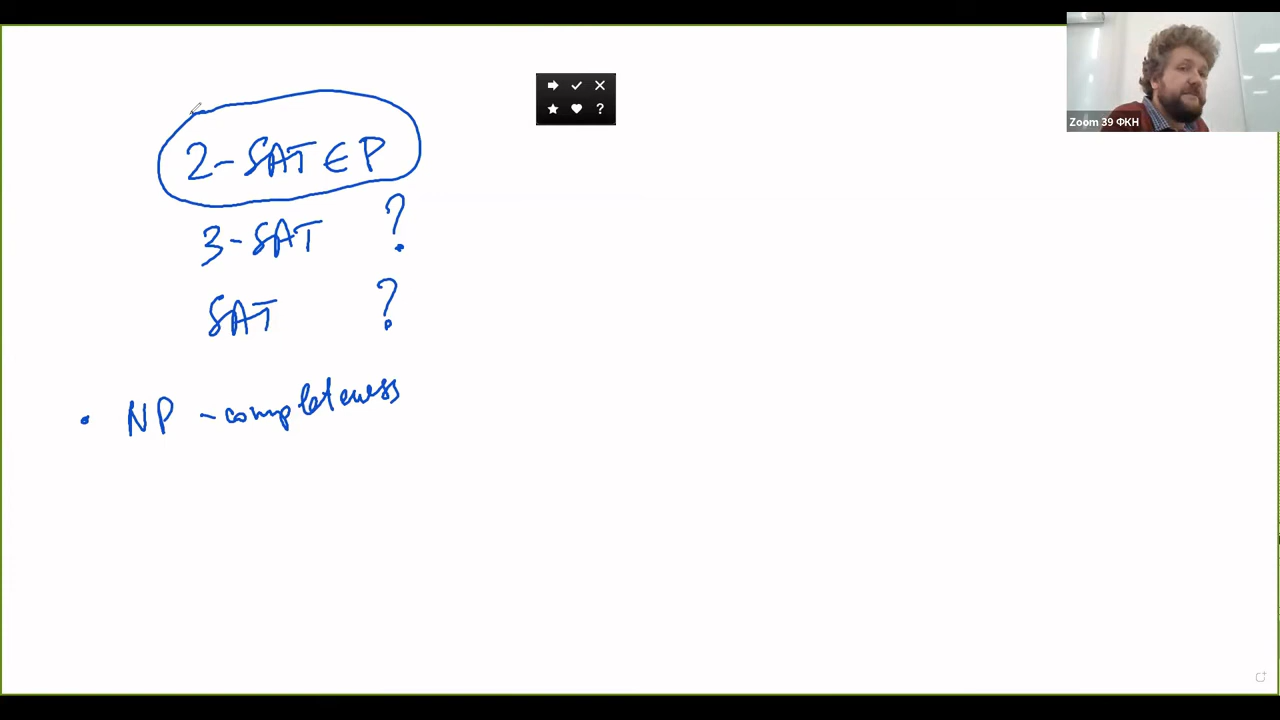 2-SAT ∈ P
3-SAT ?
SAT ?
• NP - completeness
Zoom 39 ФКН